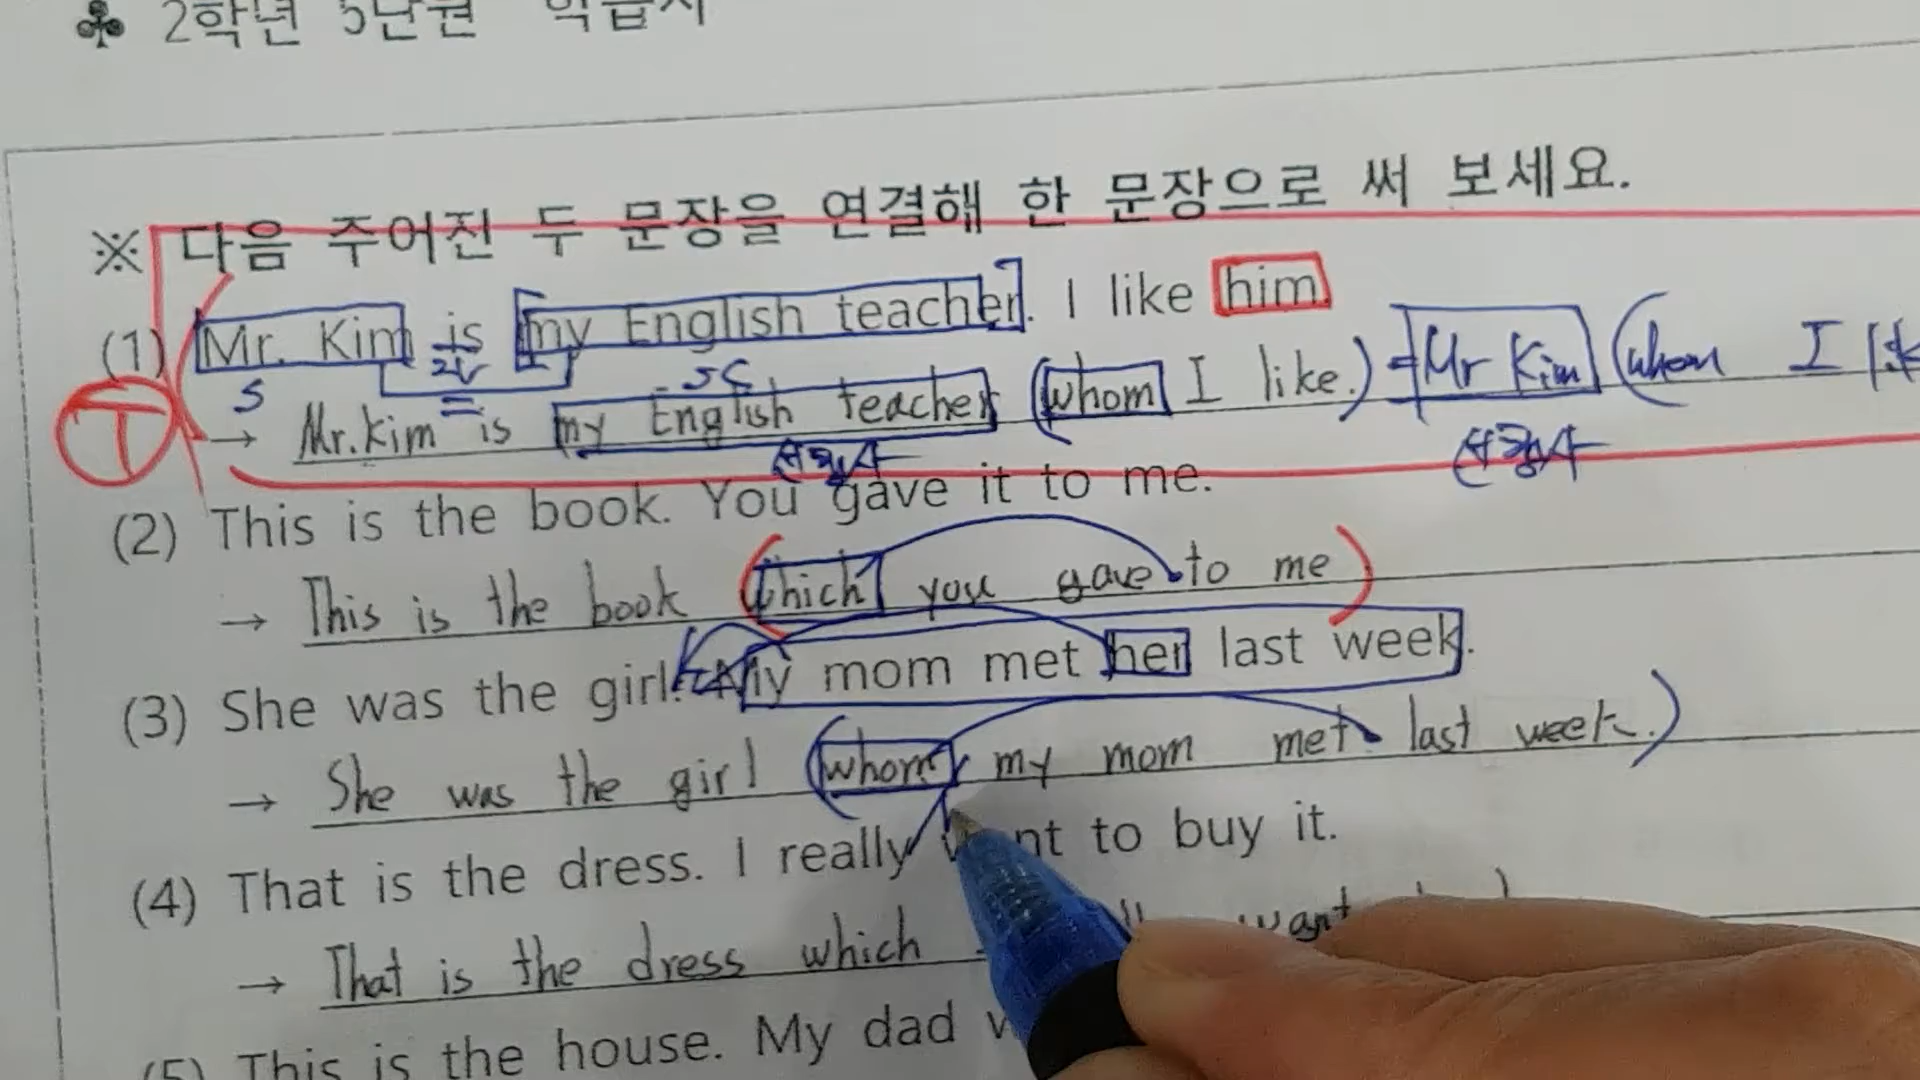 ♣ 2학년 5단원 학습지
※ 다음 주어진 두 문장을 연결해 한 문장으로 써 보세요.
(1) Mr. Kim is my English teacher. I like him.
S 2v sc
→ Mr.Kim = is my English teacher (whom I like.) = Mr Kim (whom I lik
선행사 선행사
T
(2) This is the book. You gave it to me.
→ This is the book (which you gave to me)
(3) She was the girl. My mom met her last week.
→ She was the girl (whom my mom met last week.)
(4) That is the dress. I really want to buy it.
→ That is the dress which want
(5) This is the house. My dad